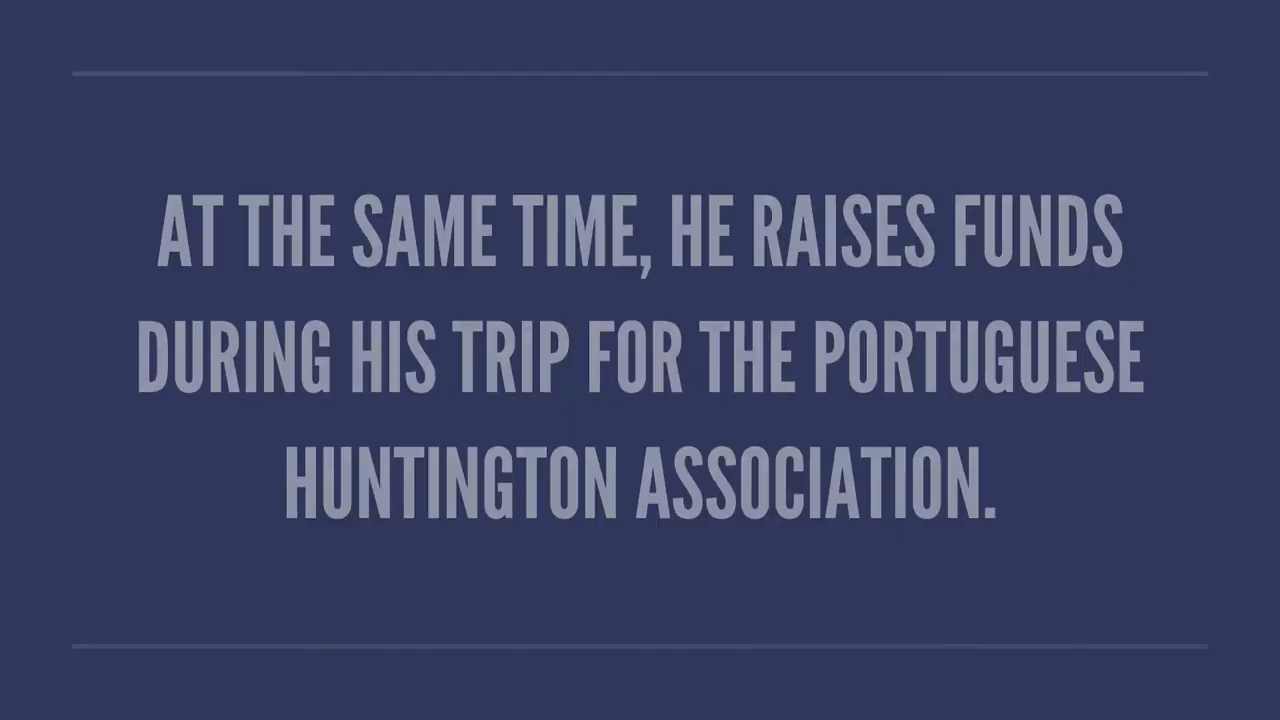 AT THE SAME TIME, HE RAISES FUNDS
DURING HIS TRIP FOR THE PORTUGUESE
HUNTINGTON ASSOCIATION.